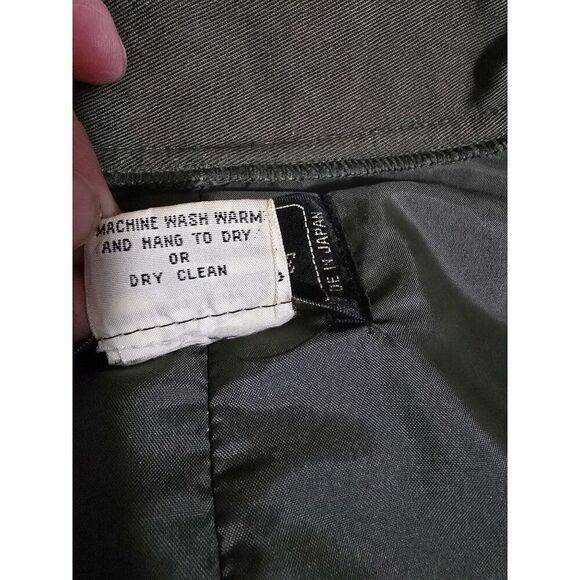 MACHINE WASH WARM
AND HANG TO DRY
OR
DRY CLEAN
DE IN JAPAN